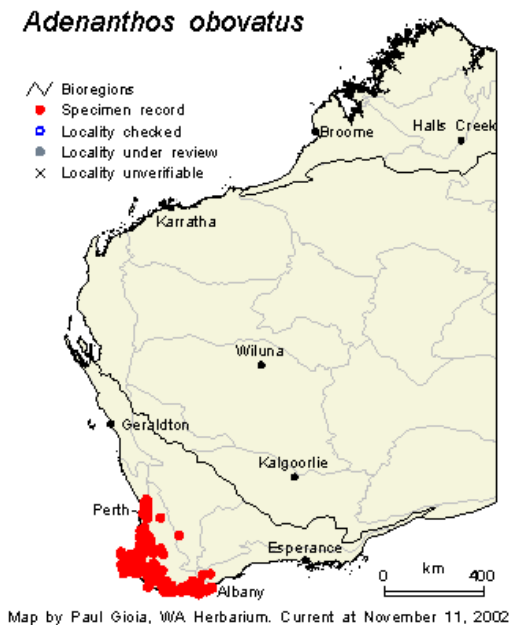 Adenanthos obovatus
Bioregions
Specimen record
Locality checked
Locality under review
Locality unverifiable
Broome
Halls Creek
Karratha
Wiluna
Geraldton
Kalgoorlie
Perth
Esperance
Albany
km
0 400
Map by Paul Gioia, WA Herbarium. Current at November 11, 2002